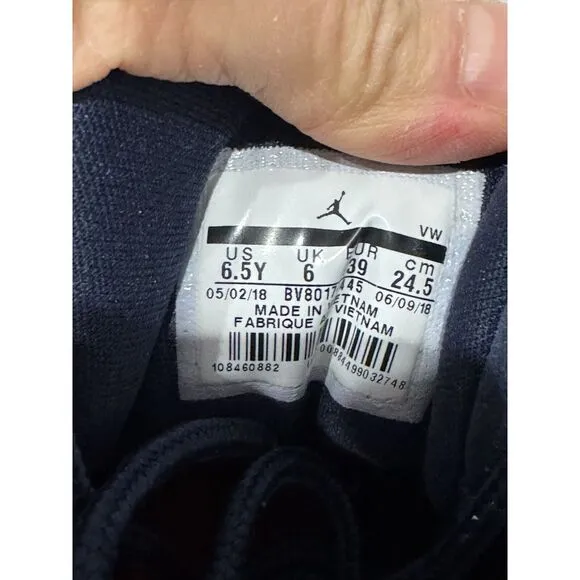 VW
US UK EUR cm
6.5Y 6 39 24.5
05/02/18 BV8017 445 06/09/18
MADE IN VIETNAM
FABRIQUE VIETNAM
108460882
00884499032748